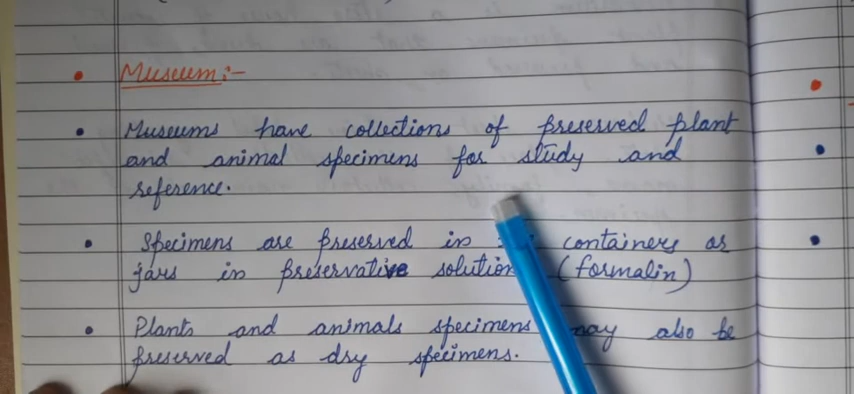 Museum:-
Museums have collections of preserved plant
and animal specimens for study and
reference.
Specimens are preserved in containers or
jars in preservative solution (formalin)
Plants and animals specimens may also be
preserved as dry specimens.